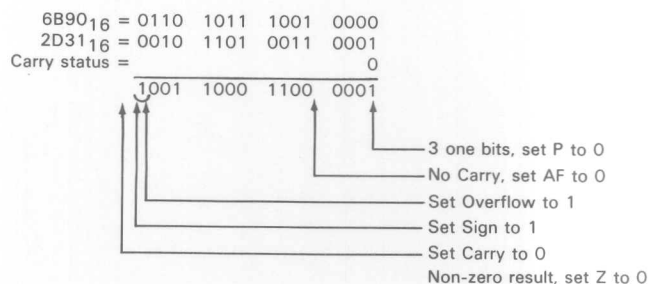 6B90₁₆ = 0110 1011 1001 0000
2D31₁₆ = 0010 1101 0011 0001
Carry status = 0
1001 1000 1100 0001
3 one bits, set P to 0
No Carry, set AF to 0
Set Overflow to 1
Set Sign to 1
Set Carry to 0
Non-zero result, set Z to 0